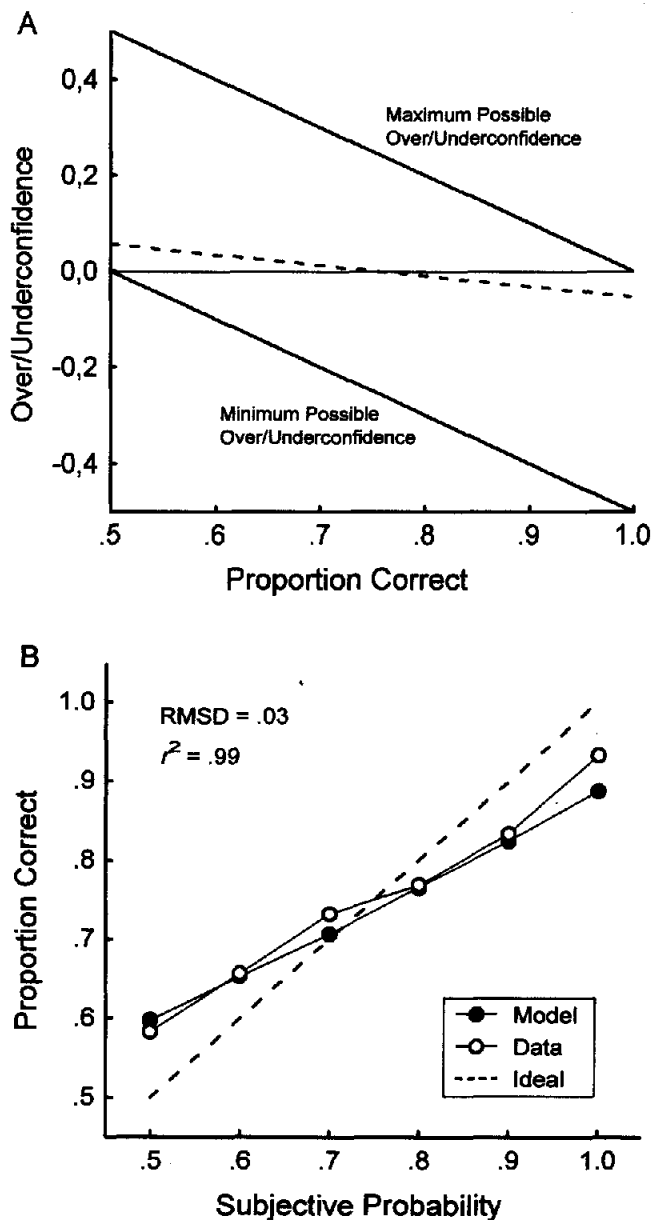 A
0,4
0,2
0,0
-0,2
-0,4
Over/Underconfidence
Maximum Possible
Over/Underconfidence
Minimum Possible
Over/Underconfidence
.5 .6 .7 .8 .9 1.0
Proportion Correct
B
1.0
.9
.8
.7
.6
.5
Proportion Correct
RMSD = .03
r² = .99
Model
Data
Ideal
.5 .6 .7 .8 .9 1.0
Subjective Probability